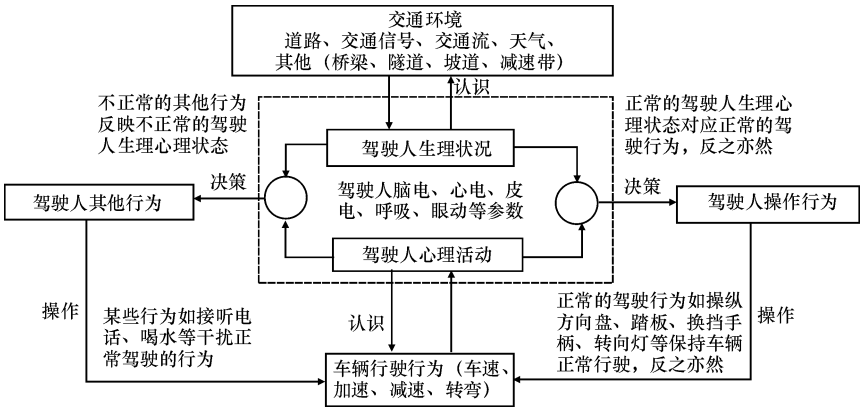 交通环境
道路、交通信号、交通流、天气、
其他（桥梁、隧道、坡道、减速带）
认识
不正常的其他行为
反映不正常的驾驶
人生理心理状态
正常的驾驶人生理心
理状态对应正常的驾
驶行为，反之亦然
驾驶人生理状况
决策
驾驶人脑电、心电、皮
电、呼吸、眼动等参数
决策
驾驶人其他行为
驾驶人操作行为
驾驶人心理活动
操作
某些行为如接听电
话、喝水等干扰正
常驾驶的行为
认识
正常的驾驶行为如操纵
方向盘、踏板、换挡手
柄、转向灯等保持车辆
正常行驶，反之亦然
操作
车辆行驶行为（车速、
加速、减速、转弯）